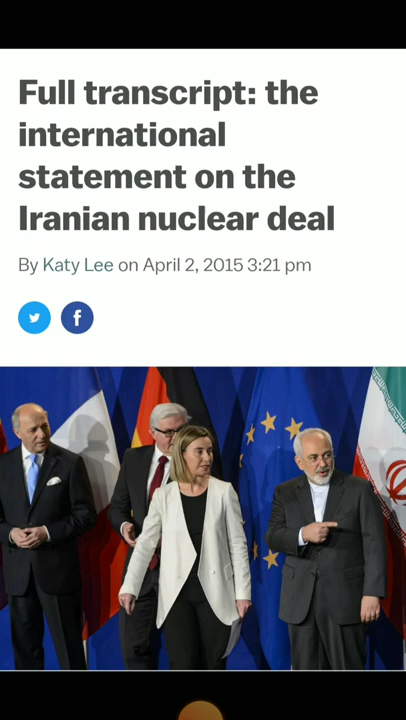 Full transcript: the
international
statement on the
Iranian nuclear deal
By Katy Lee on April 2, 2015 3:21 pm